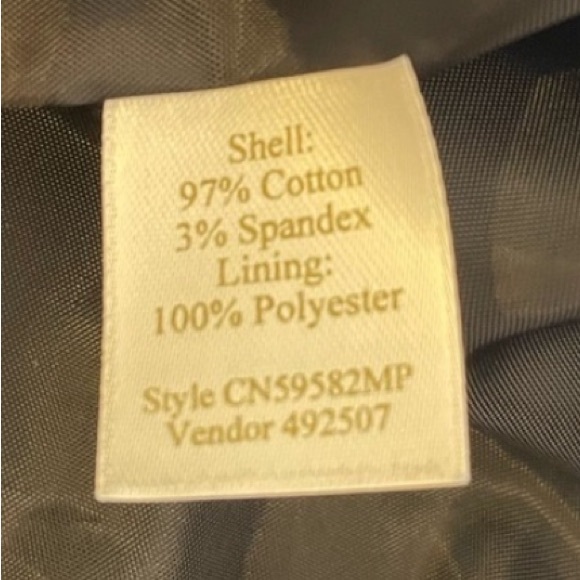 Shell:
97% Cotton
3% Spandex
Lining:
100% Polyester
Style CN59582MP
Vendor 492507